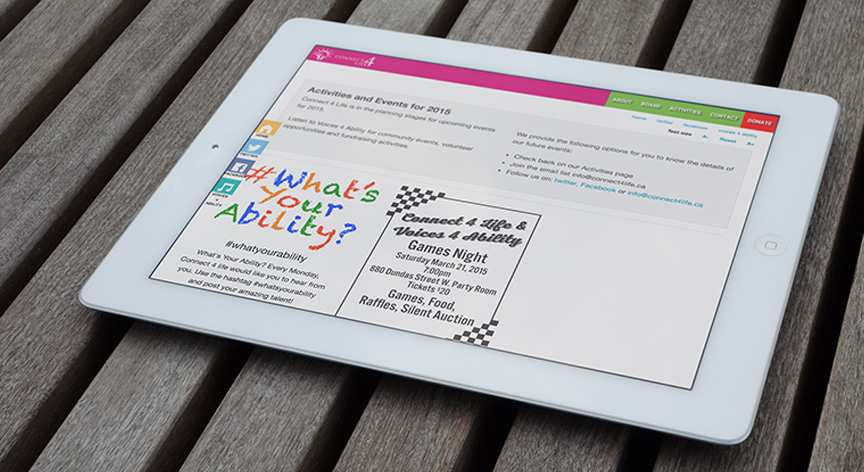 CONNECT 4
LIFE
ABOUT BOARD ACTIVITIES CONTACT DONATE
home twitter facebook voices 4 ability
Text size A- Reset A+
Activities and Events for 2015
Connect 4 Life is in the planning stages for upcoming events
for 2015.
Listen to Voices 4 Ability for community events, volunteer
opportunities and fundraising activities.
We provide the following options for you to know the details of
our future events:
• Check back on our Activities page
• Join the email list info@connect4life.ca
• Follow us on: twitter, Facebook or info@connect4life.ca
HOME
TWITTER
FACEBOOK
VOICES
4
ABILITY
#What's
Your
Ability?
#whatyourability
What's Your Ability? Every Monday,
Connect 4 life would like you to hear from
you. Use the hashtag #whatsyourability
and post your amazing talent!
Connect 4 Life &
Voices 4 Ability
Games Night
Saturday March 21, 2015
7:00pm
880 Dundas Street W. Party Room
Tickets $20
Games, Food,
Raffles, Silent Auction